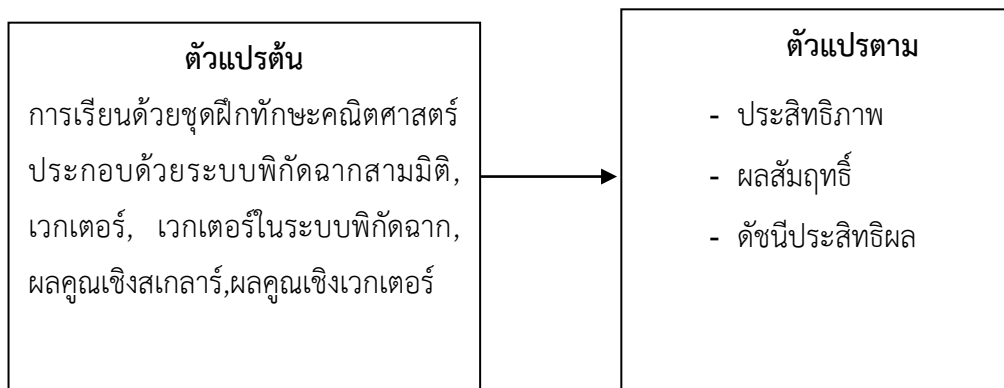 ตัวแปรต้น
การเรียนด้วยชุดฝึกทักษะคณิตศาสตร์
ประกอบด้วยระบบพิกัดฉากสามมิติ,
เวกเตอร์, เวกเตอร์ในระบบพิกัดฉาก,
ผลคูณเชิงสเกลาร์,ผลคูณเชิงเวกเตอร์
ตัวแปรตาม
- ประสิทธิภาพ
- ผลสัมฤทธิ์
- ดัชนีประสิทธิผล